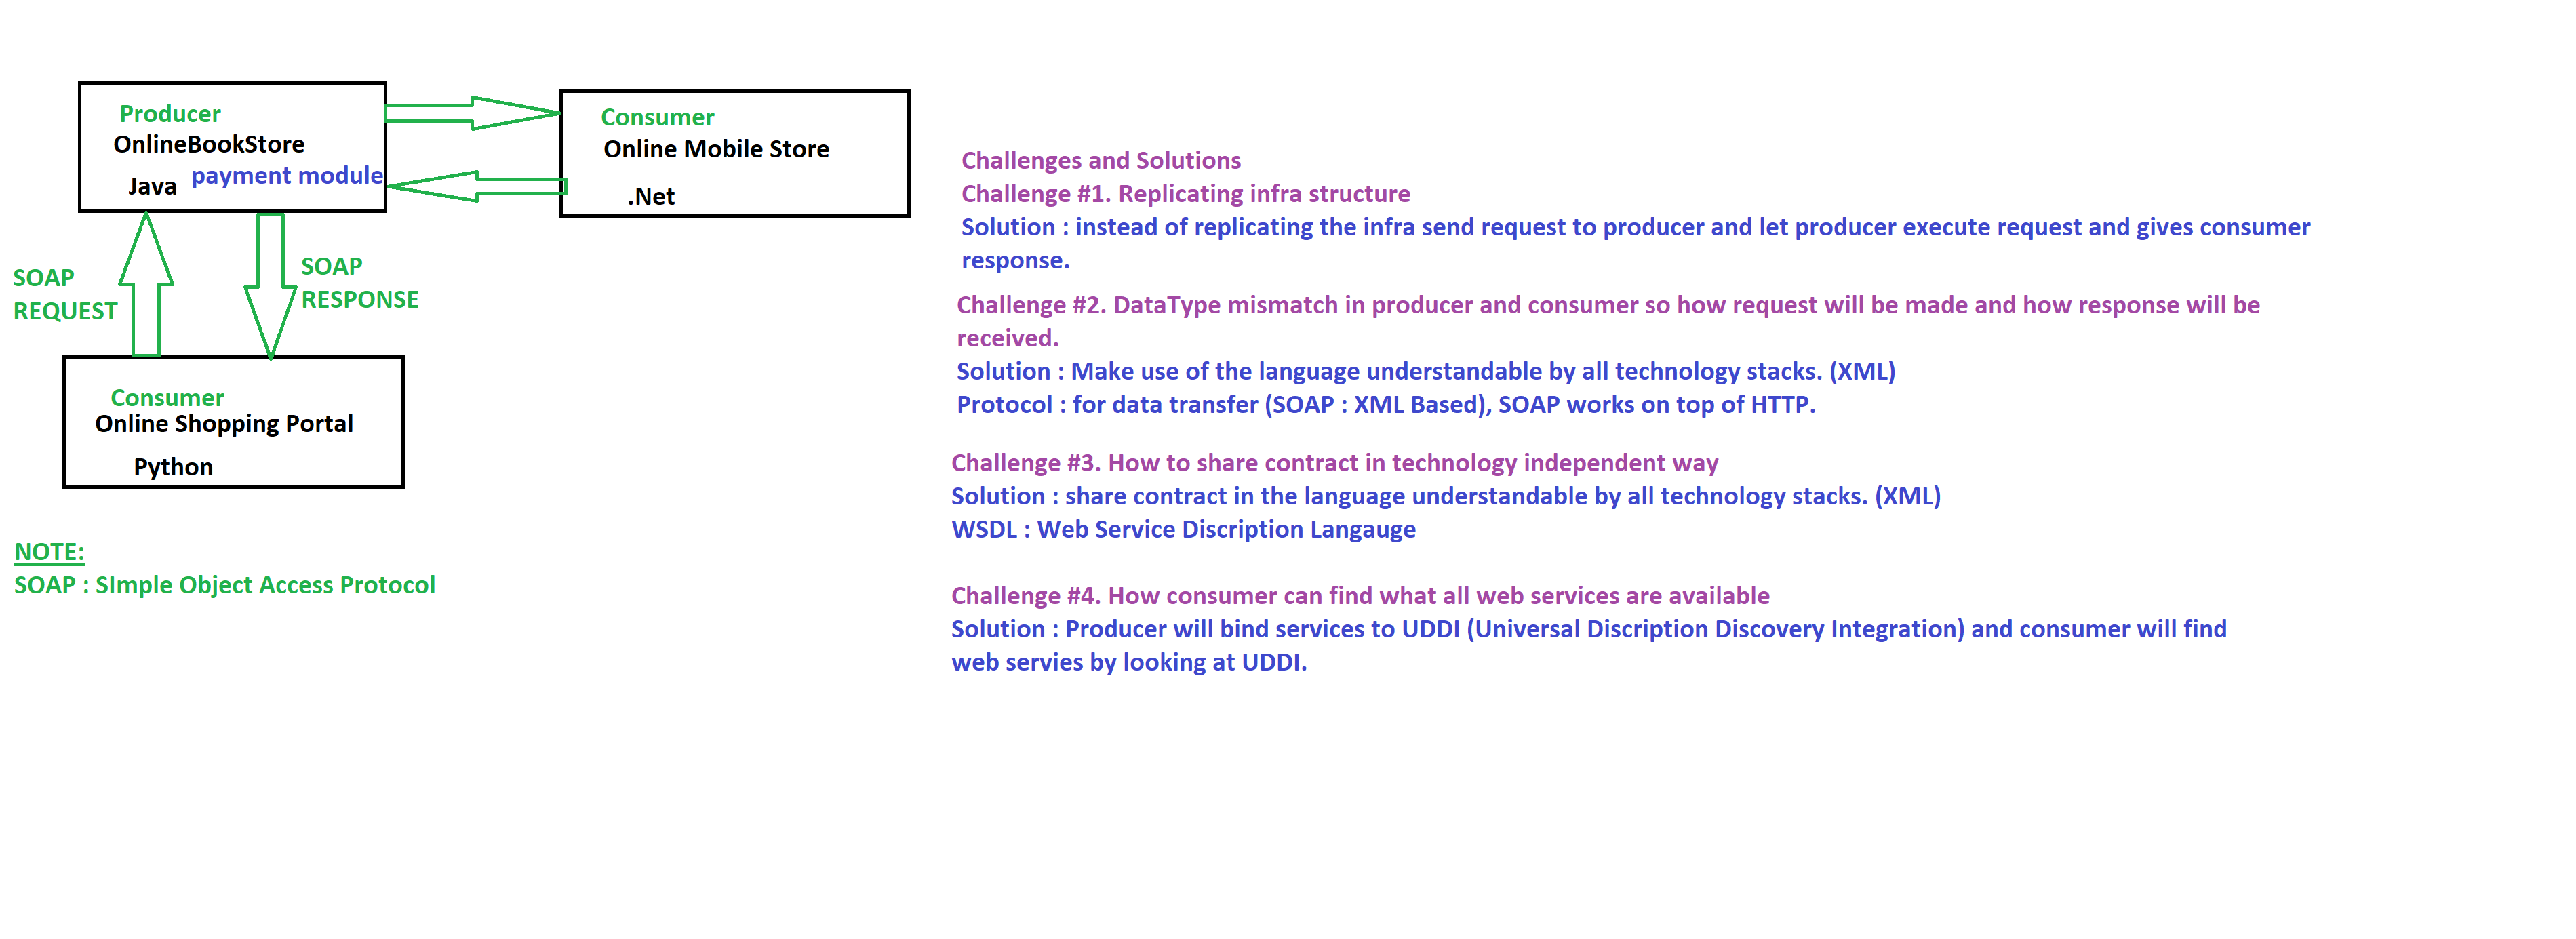 Producer
OnlineBookStore
Java payment module
Consumer
Online Mobile Store
.Net
SOAP
REQUEST
SOAP
RESPONSE
Consumer
Online Shopping Portal
Python
NOTE:
SOAP : SImple Object Access Protocol
Challenges and Solutions
Challenge #1. Replicating infra structure
Solution : instead of replicating the infra send request to producer and let producer execute request and gives consumer
response.
Challenge #2. DataType mismatch in producer and consumer so how request will be made and how response will be
received.
Solution : Make use of the language understandable by all technology stacks. (XML)
Protocol : for data transfer (SOAP : XML Based), SOAP works on top of HTTP.
Challenge #3. How to share contract in technology independent way
Solution : share contract in the language understandable by all technology stacks. (XML)
WSDL : Web Service Discription Langauge
Challenge #4. How consumer can find what all web services are available
Solution : Producer will bind services to UDDI (Universal Discription Discovery Integration) and consumer will find
web servies by looking at UDDI.